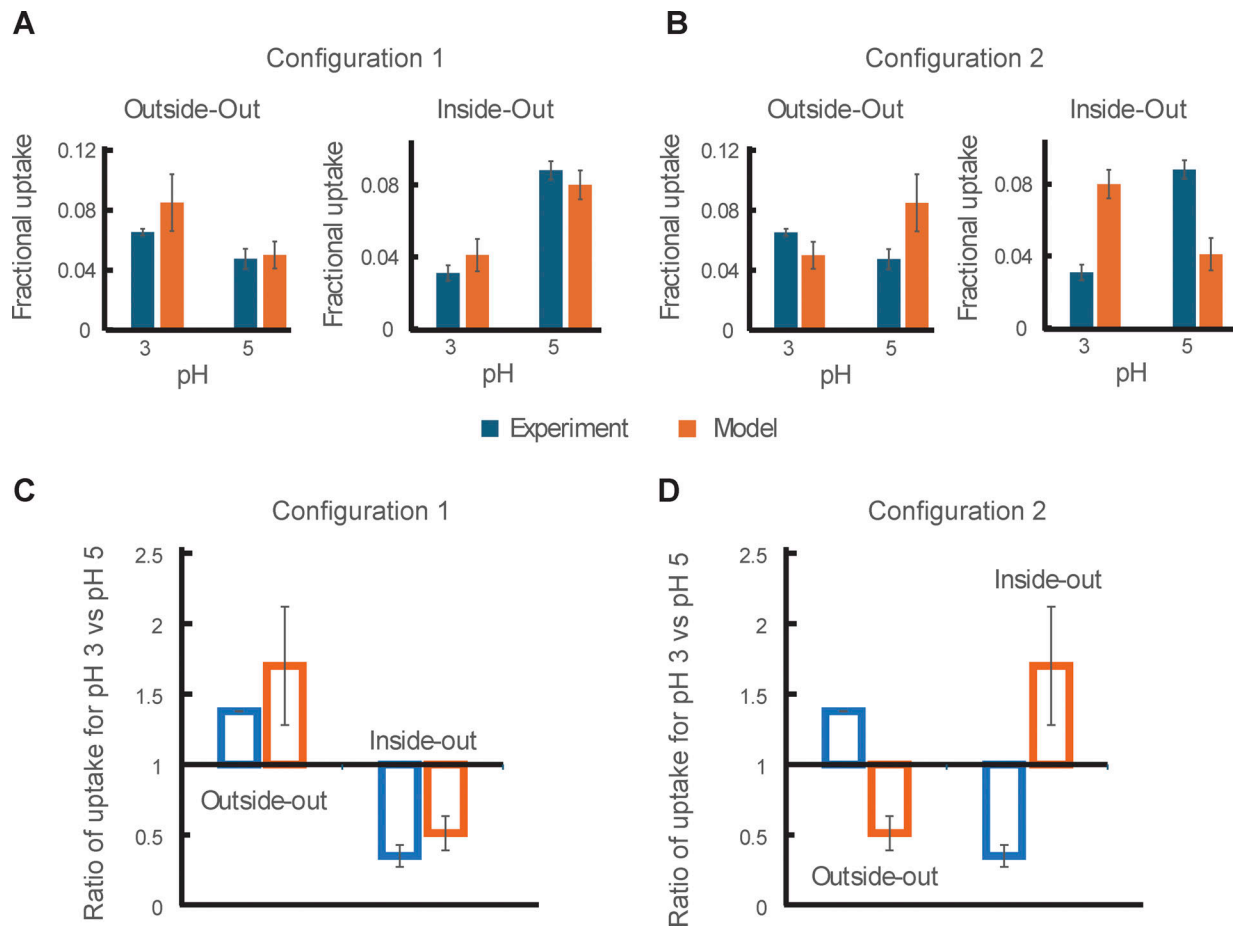 A
Configuration 1
Outside-Out
Inside-Out
Fractional uptake
0.12
0.08
0.04
0
3
5
pH
Fractional uptake
0.08
0.04
0
3
5
pH
B
Configuration 2
Outside-Out
Inside-Out
Fractional uptake
0.12
0.08
0.04
0
3
5
pH
Fractional uptake
0.08
0.04
0
3
5
pH
Experiment
Model
C
Configuration 1
Ratio of uptake for pH 3 vs pH 5
2.5
2
1.5
1
0.5
0
Inside-out
Outside-out
D
Configuration 2
Ratio of uptake for pH 3 vs pH 5
2.5
2
1.5
1
0.5
0
Inside-out
Outside-out